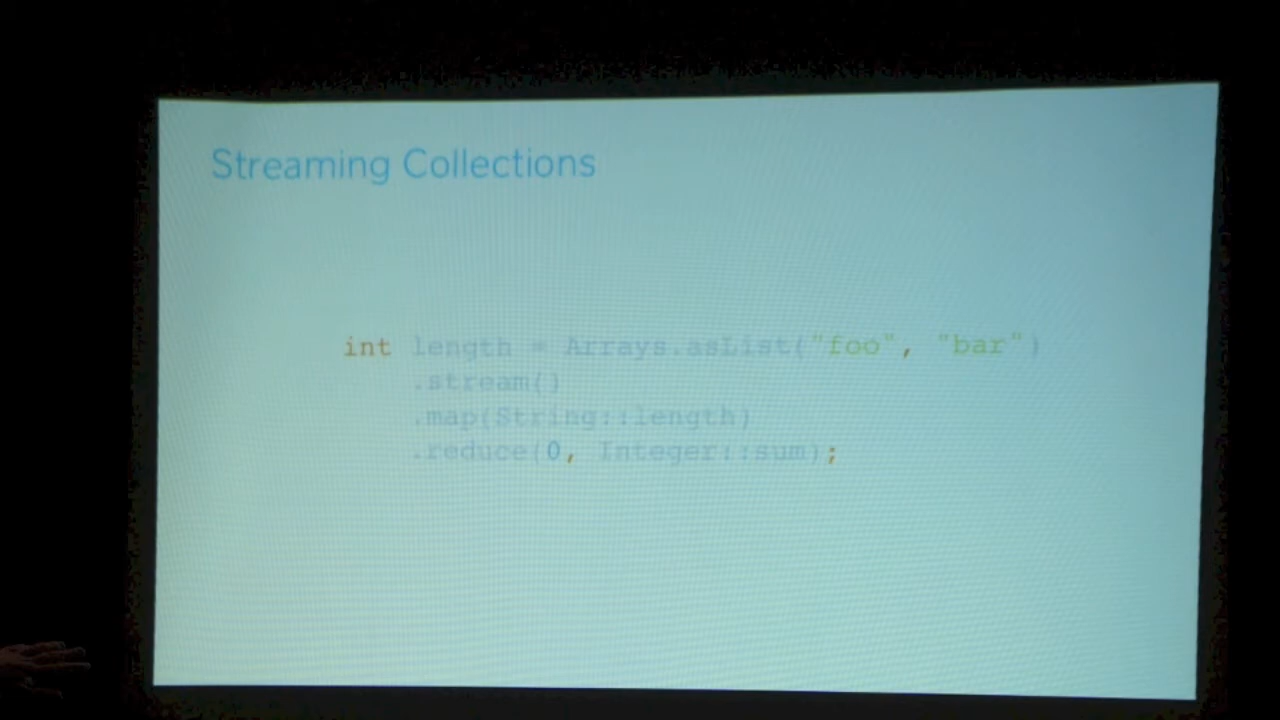 Streaming Collections
int length = Arrays.asList("foo", "bar")
.stream()
.map(String::length)
.reduce(0, Integer::sum);